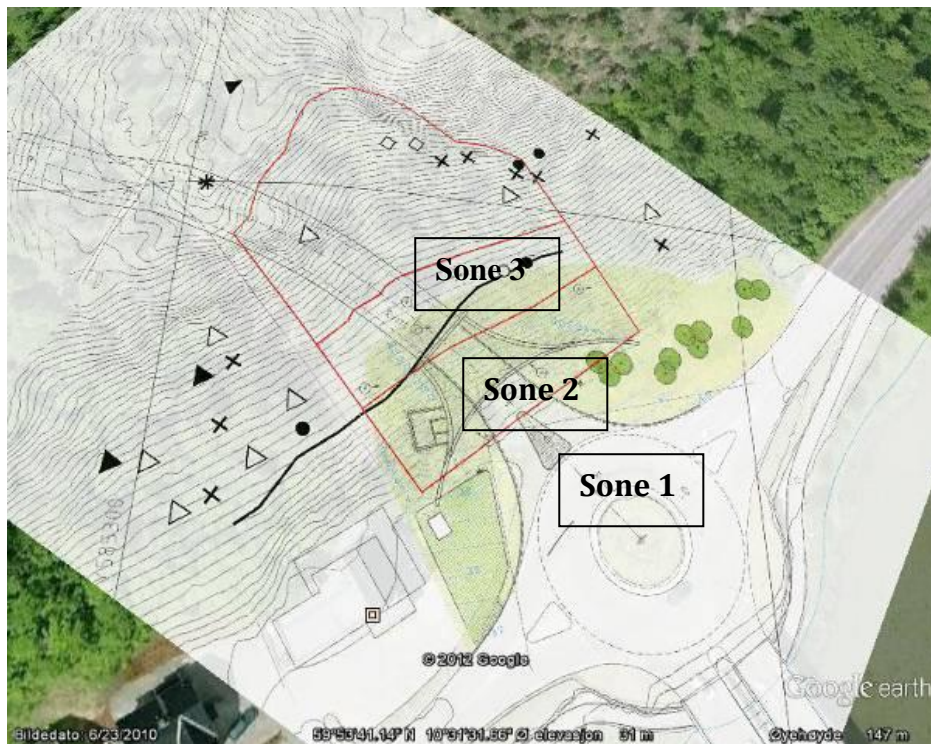 Sone 3
Sone 2
Sone 1
© 2012 Google
Google earth
Bildedato: 6/23/2010
59°53'41.14" N 10°31'31.66" Ø. elevasjon 31 m
Øyehøyde 147 m